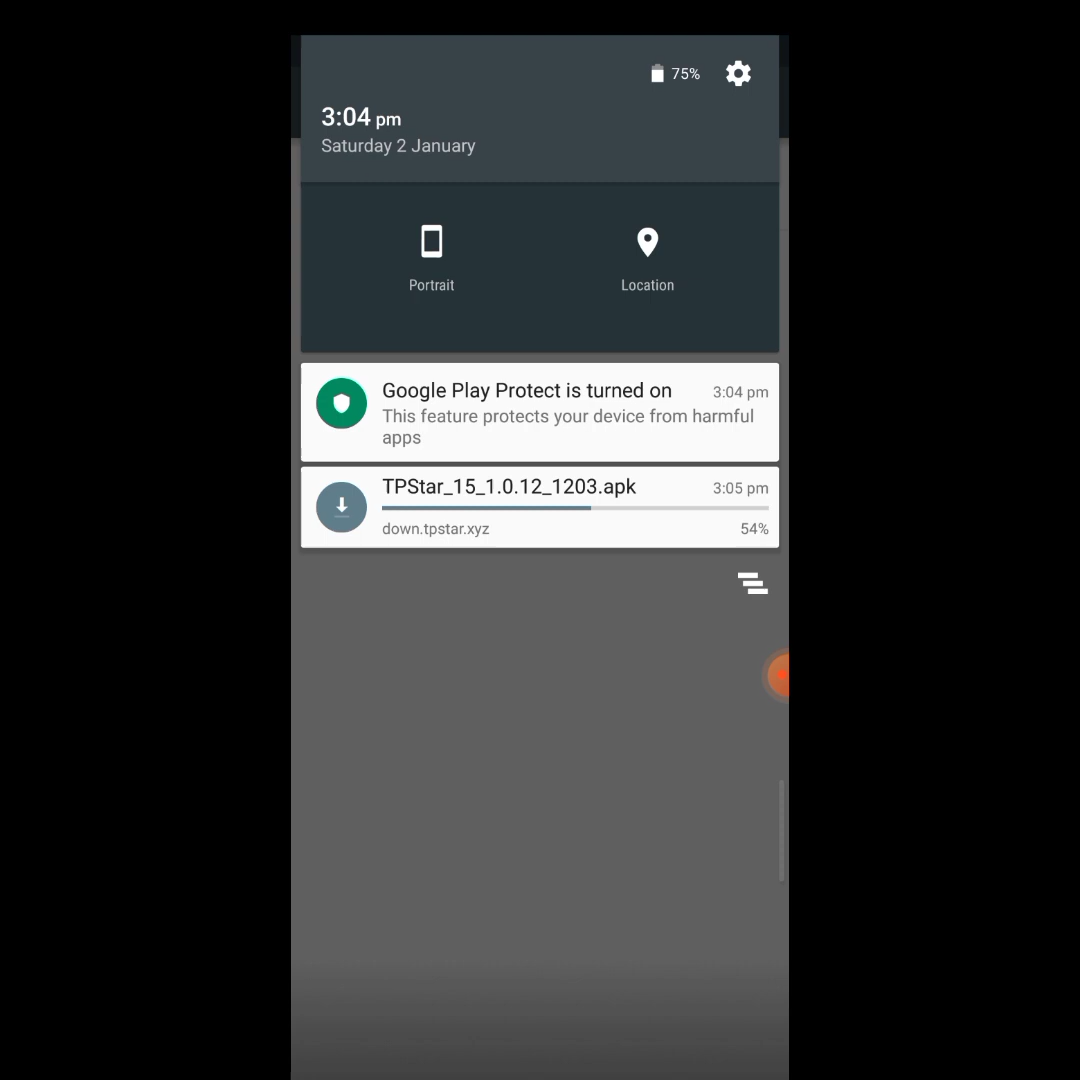 75%
3:04 pm
Saturday 2 January
Portrait
Location
Google Play Protect is turned on 3:04 pm
This feature protects your device from harmful
apps
TPStar_15_1.0.12_1203.apk 3:05 pm
down.tpstar.xyz 54%